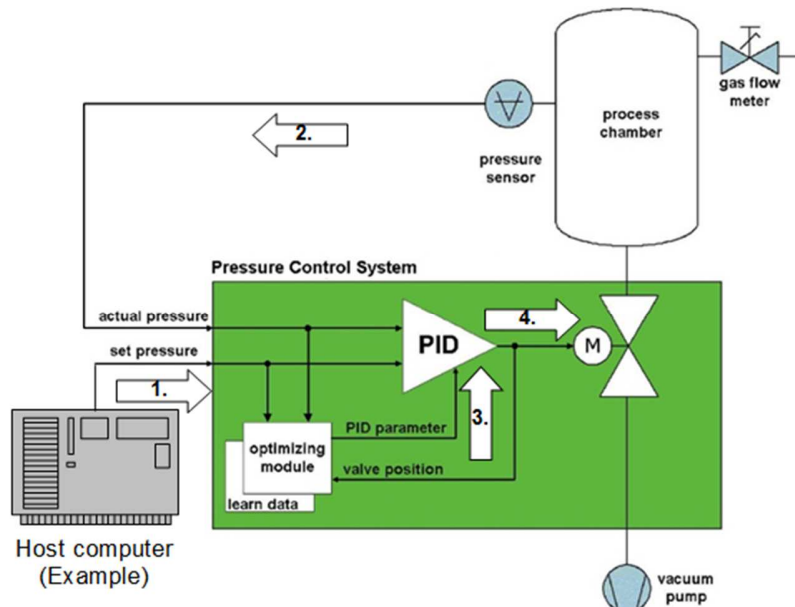 2.
pressure
sensor
process
chamber
gas flow
meter
Pressure Control System
actual pressure
set pressure
1.
PID
4.
M
3.
PID parameter
optimizing
module
valve position
learn data
Host computer
(Example)
vacuum
pump